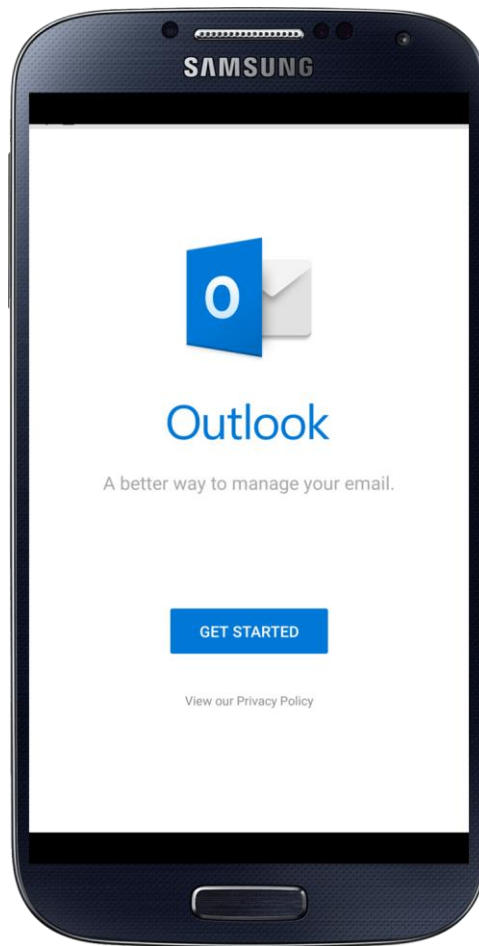 SAMSUNG
O
Outlook
A better way to manage your email.
GET STARTED
View our Privacy Policy